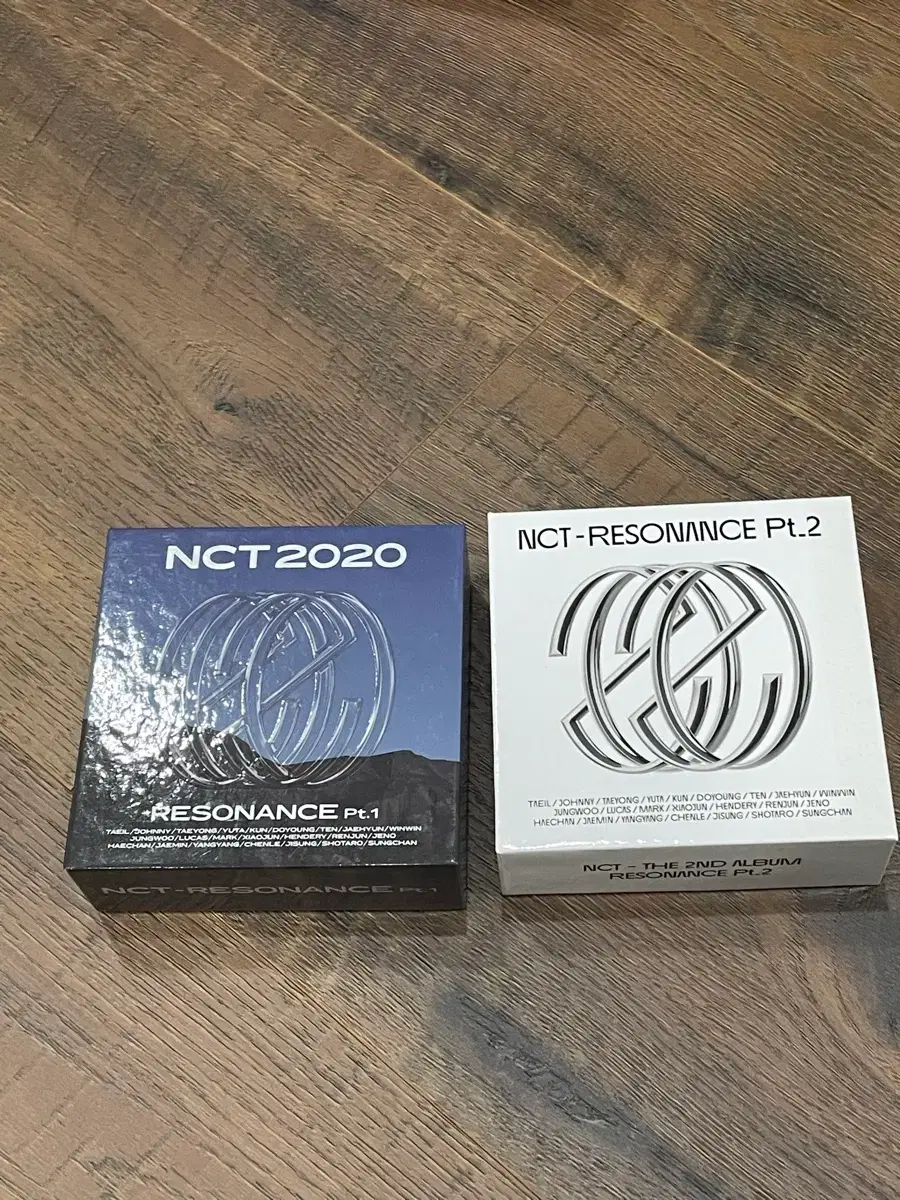 NCT 2020
RESONANCE Pt.1
TAEIL/JOHNNY/TAEYONG/YUTA/KUN/DOYOUNG/TEN/JAEHYUN/WINWIN
JUNGWOO/LUCAS/MARK/XIAOJUN/HENDERY/RENJUN/JENO
HAECHAN/JAEMIN/YANGYANG/CHENLE/JISUNG/SHOTARO/SUNGCHAN
NCT-RESONANCE Pt.1
NCT-RESONANCE Pt.2
TAEIL / JOHNNY / TAEYONG / YUTA / KUN / DOYOUNG / TEN / JAEHYUN / WINWIN
JUNGWOO / LUCAS / MARK / XIAOJUN / HENDERY / RENJUN / JENO
HAECHAN / JAEMIN / YANGYANG / CHENLE / JISUNG / SHOTARO / SUNGCHAN
NCT - THE 2ND ALBUM
RESONANCE Pt.2